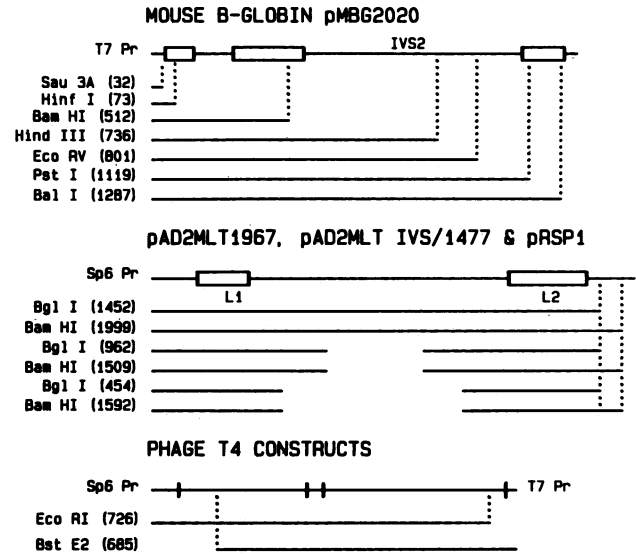 MOUSE B-GLOBIN pMBG2020
T7 Pr
IVS2
Sau 3A (32)
Hinf I (73)
Bam HI (512)
Hind III (736)
Eco RV (801)
Pst I (1119)
Bal I (1287)
pAD2MLT1967, pAD2MLT IVS/1477 & pRSP1
Sp6 Pr
L1 L2
Bgl I (1452)
Bam HI (1999)
Bgl I (962)
Bam HI (1509)
Bgl I (454)
Bam HI (1592)
PHAGE T4 CONSTRUCTS
Sp6 Pr T7 Pr
Eco RI (726)
Bst E2 (685)